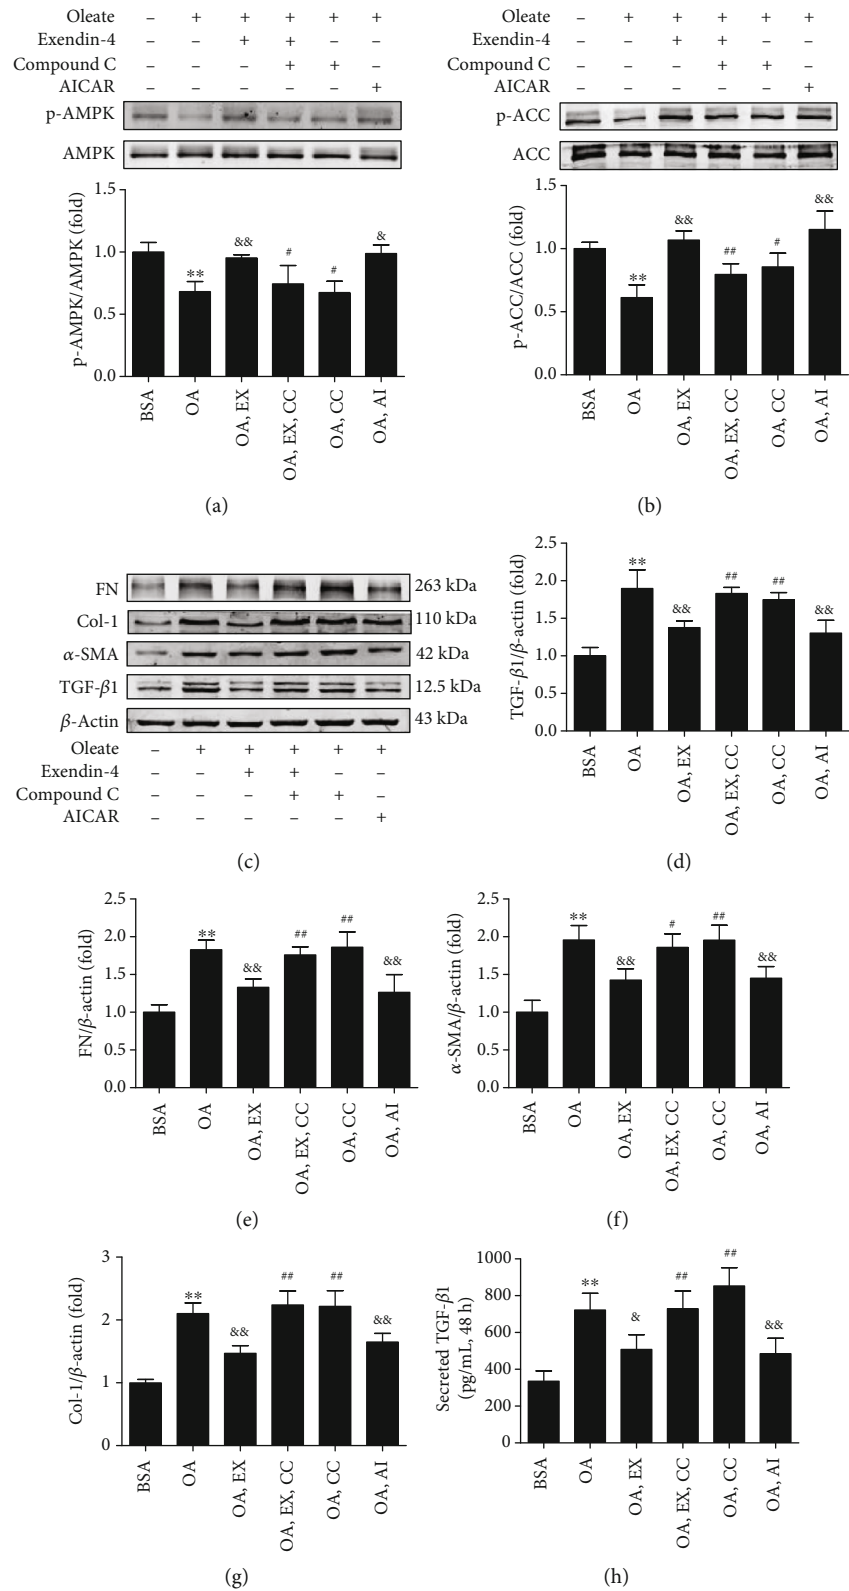 Oleate – + + + + +
Exendin-4 – – + + – –
Compound C – – – + + –
AICAR – – – – – +
p-AMPK
AMPK
p-AMPK/AMPK (fold)
1.5
1.0
0.5
0.0
** && # # &
BSA
OA
OA, EX
OA, EX, CC
OA, CC
OA, AI
(a)
Oleate – + + + + +
Exendin-4 – – + + – –
Compound C – – – + + –
AICAR – – – – – +
p-ACC
ACC
p-ACC/ACC (fold)
1.5
1.0
0.5
0.0
** && ## # &&
BSA
OA
OA, EX
OA, EX, CC
OA, CC
OA, AI
(b)
FN 263 kDa
Col-1 110 kDa
α-SMA 42 kDa
TGF-β1 12.5 kDa
β-Actin 43 kDa
Oleate – + + + + +
Exendin-4 – – + + – –
Compound C – – – + + –
AICAR – – – – – +
(c)
TGF-β1/β-actin (fold)
2.5
2.0
1.5
1.0
0.5
0.0
** && ## ## &&
BSA
OA
OA, EX
OA, EX, CC
OA, CC
OA, AI
(d)
FN/β-actin (fold)
2.5
2.0
1.5
1.0
0.5
0.0
** && ## ## &&
BSA
OA
OA, EX
OA, EX, CC
OA, CC
OA, AI
(e)
α-SMA/β-actin (fold)
2.5
2.0
1.5
1.0
0.5
0.0
** && # ## &&
BSA
OA
OA, EX
OA, EX, CC
OA, CC
OA, AI
(f)
Col-1/β-actin (fold)
3
2
1
0
** && ## ## &&
BSA
OA
OA, EX
OA, EX, CC
OA, CC
OA, AI
(g)
Secreted TGF-β1
(pg/mL, 48 h)
1000
800
600
400
200
0
** & ## ## &&
BSA
OA
OA, EX
OA, EX, CC
OA, CC
OA, AI
(h)